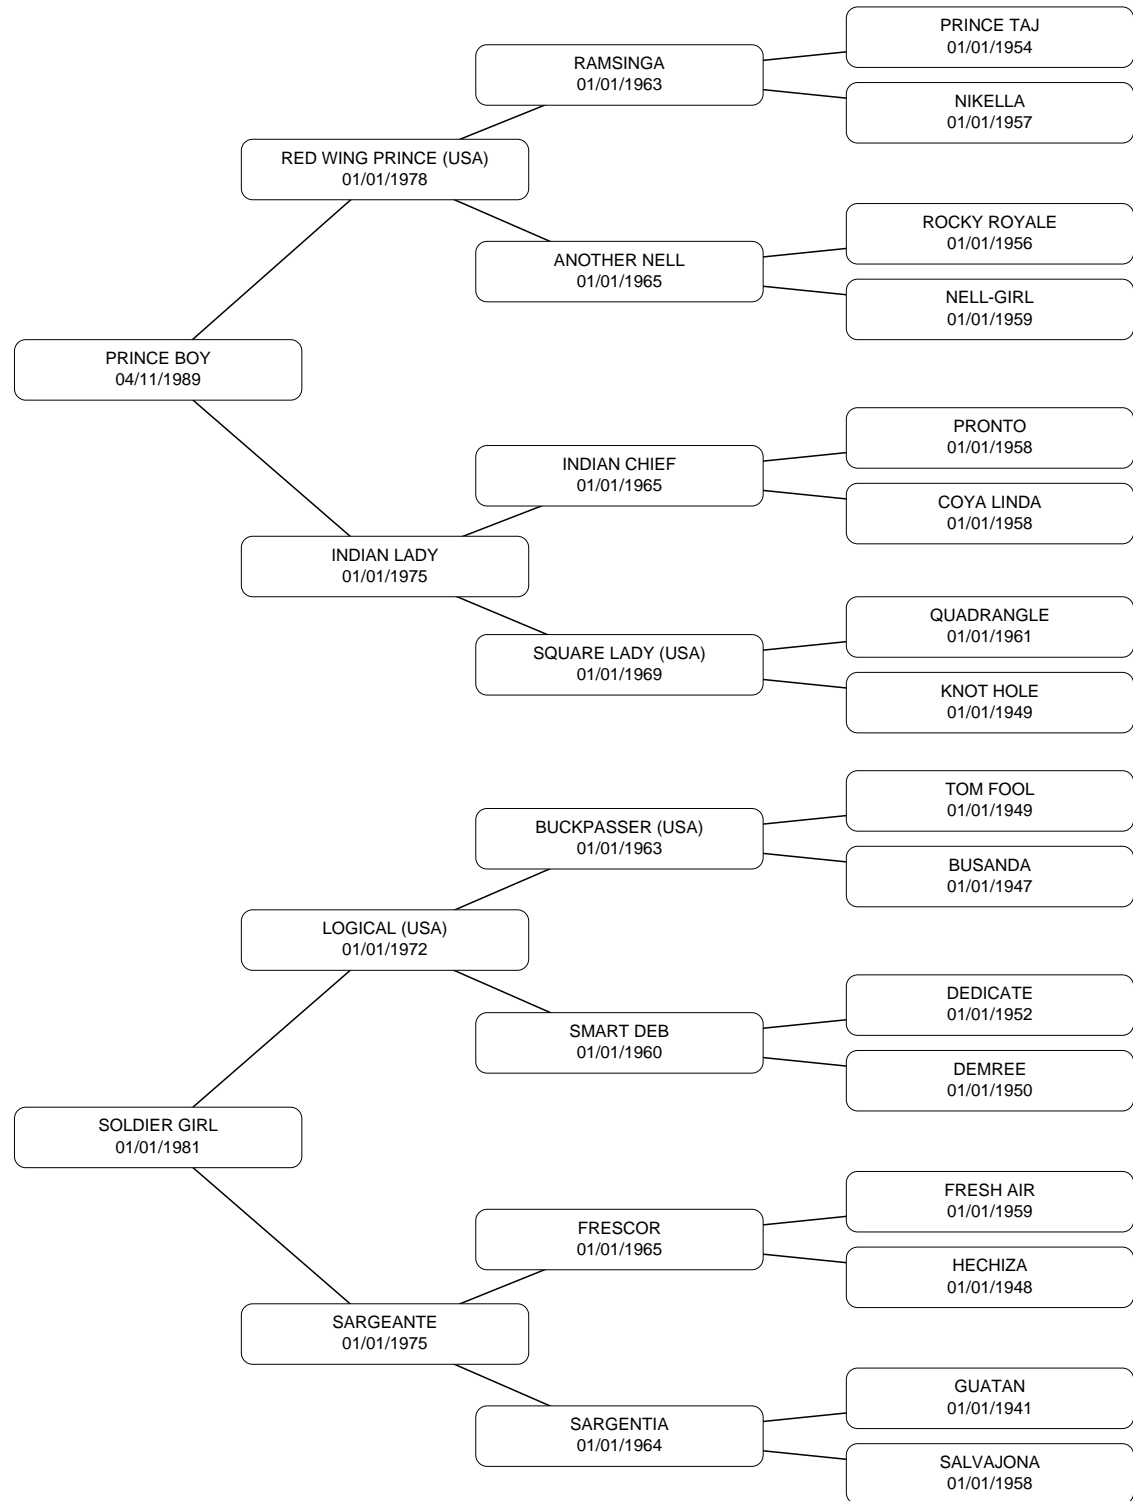 PRINCE TAJ
01/01/1954
RAMSINGA
01/01/1963
NIKELLA
01/01/1957
RED WING PRINCE (USA)
01/01/1978
ROCKY ROYALE
01/01/1956
ANOTHER NELL
01/01/1965
NELL-GIRL
01/01/1959
PRINCE BOY
04/11/1989
PRONTO
01/01/1958
INDIAN CHIEF
01/01/1965
COYA LINDA
01/01/1958
INDIAN LADY
01/01/1975
QUADRANGLE
01/01/1961
SQUARE LADY (USA)
01/01/1969
KNOT HOLE
01/01/1949
TOM FOOL
01/01/1949
BUCKPASSER (USA)
01/01/1963
BUSANDA
01/01/1947
LOGICAL (USA)
01/01/1972
DEDICATE
01/01/1952
SMART DEB
01/01/1960
DEMREE
01/01/1950
SOLDIER GIRL
01/01/1981
FRESH AIR
01/01/1959
FRESCOR
01/01/1965
HECHIZA
01/01/1948
SARGEANTE
01/01/1975
GUATAN
01/01/1941
SARGENTIA
01/01/1964
SALVAJONA
01/01/1958